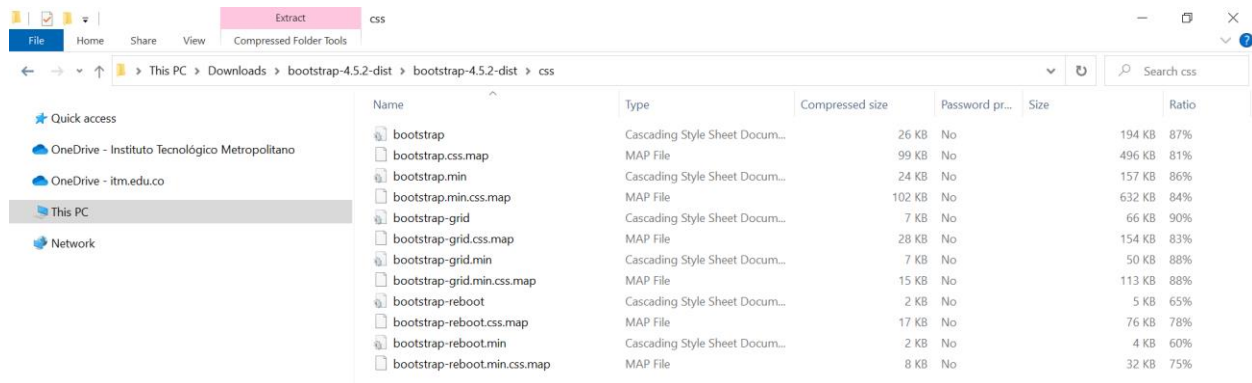 Extract css
File Home Share View Compressed Folder Tools
This PC > Downloads > bootstrap-4.5.2-dist > bootstrap-4.5.2-dist > css Search css
Quick access
OneDrive - Instituto Tecnológico Metropolitano
OneDrive - itm.edu.co
This PC
Network
Name Type Compressed size Password pr... Size Ratio
bootstrap Cascading Style Sheet Docum... 26 KB No 194 KB 87%
bootstrap.css.map MAP File 99 KB No 496 KB 81%
bootstrap.min Cascading Style Sheet Docum... 24 KB No 157 KB 86%
bootstrap.min.css.map MAP File 102 KB No 632 KB 84%
bootstrap-grid Cascading Style Sheet Docum... 7 KB No 66 KB 90%
bootstrap-grid.css.map MAP File 28 KB No 154 KB 83%
bootstrap-grid.min Cascading Style Sheet Docum... 7 KB No 50 KB 88%
bootstrap-grid.min.css.map MAP File 15 KB No 113 KB 88%
bootstrap-reboot Cascading Style Sheet Docum... 2 KB No 5 KB 65%
bootstrap-reboot.css.map MAP File 17 KB No 76 KB 78%
bootstrap-reboot.min Cascading Style Sheet Docum... 2 KB No 4 KB 60%
bootstrap-reboot.min.css.map MAP File 8 KB No 32 KB 75%